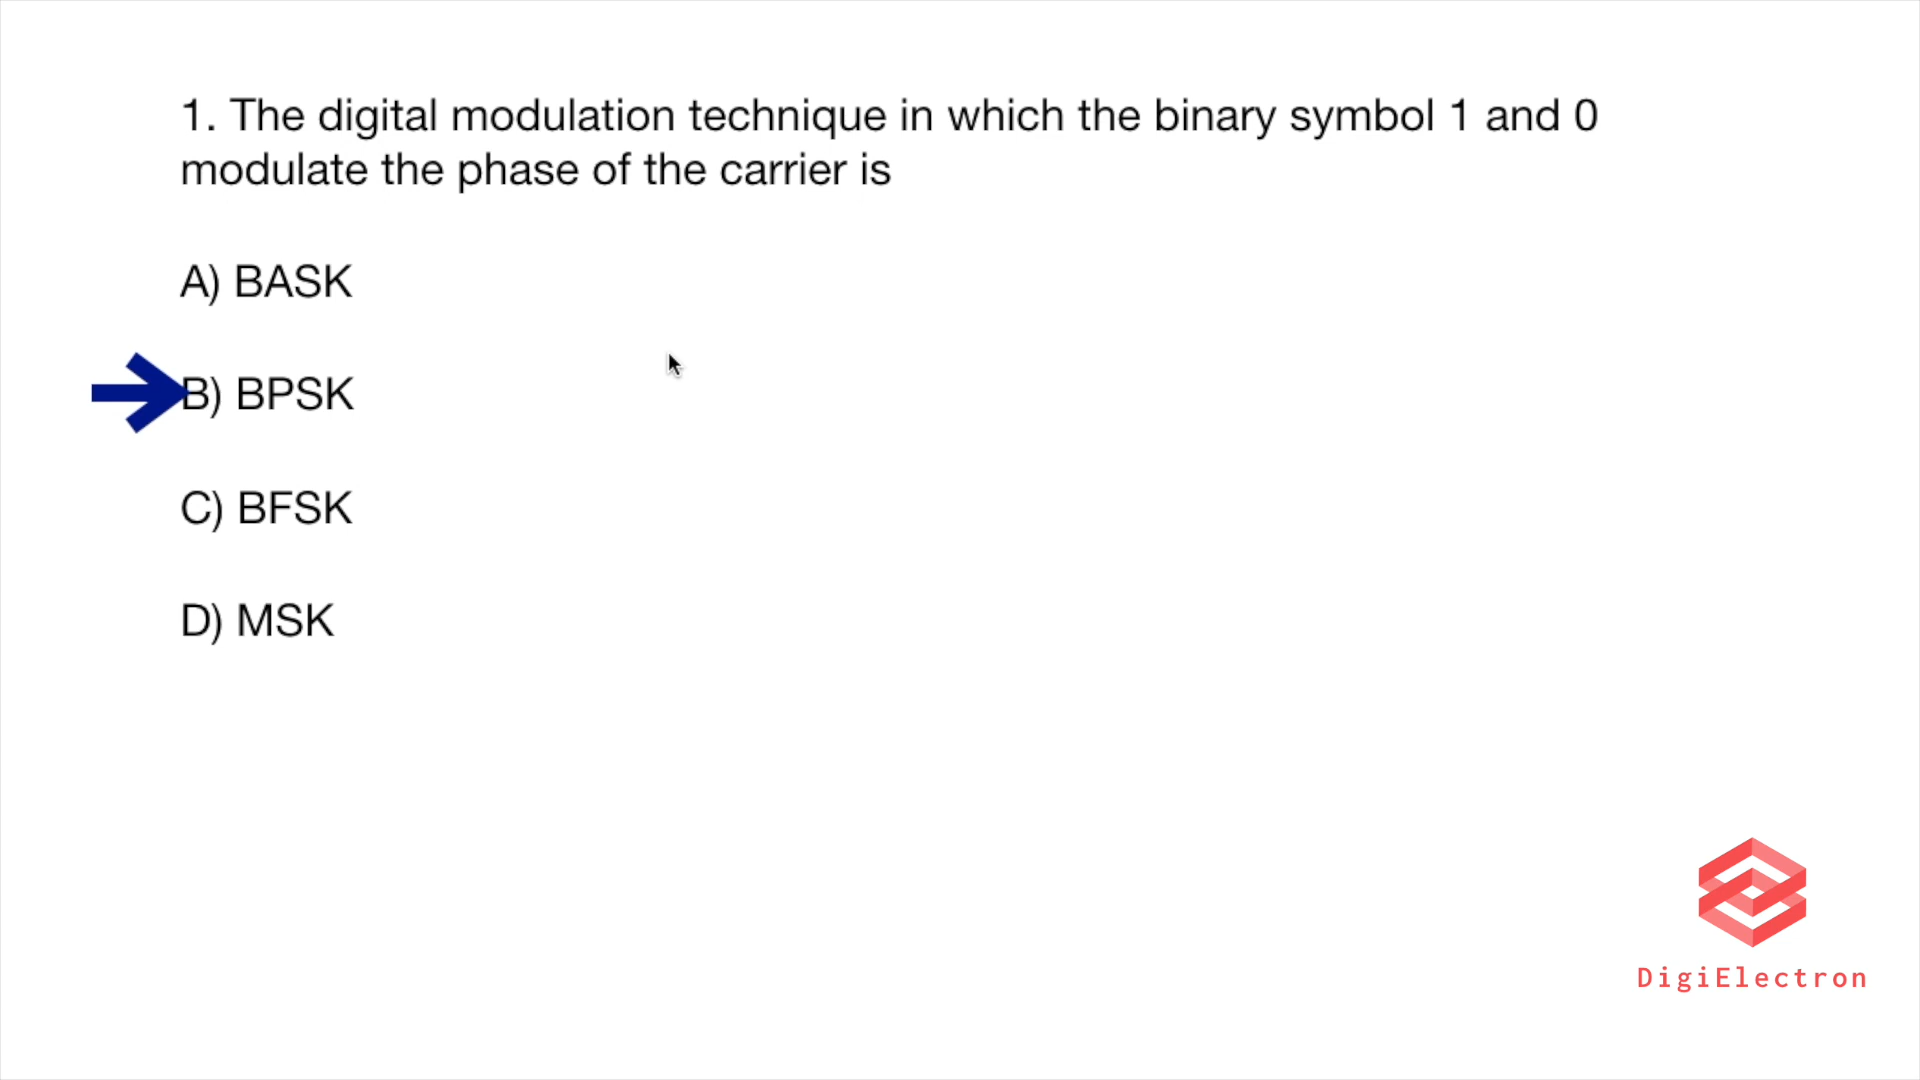 1. The digital modulation technique in which the binary symbol 1 and 0
modulate the phase of the carrier is
A) BASK
B) BPSK
C) BFSK
D) MSK
DigiElectron